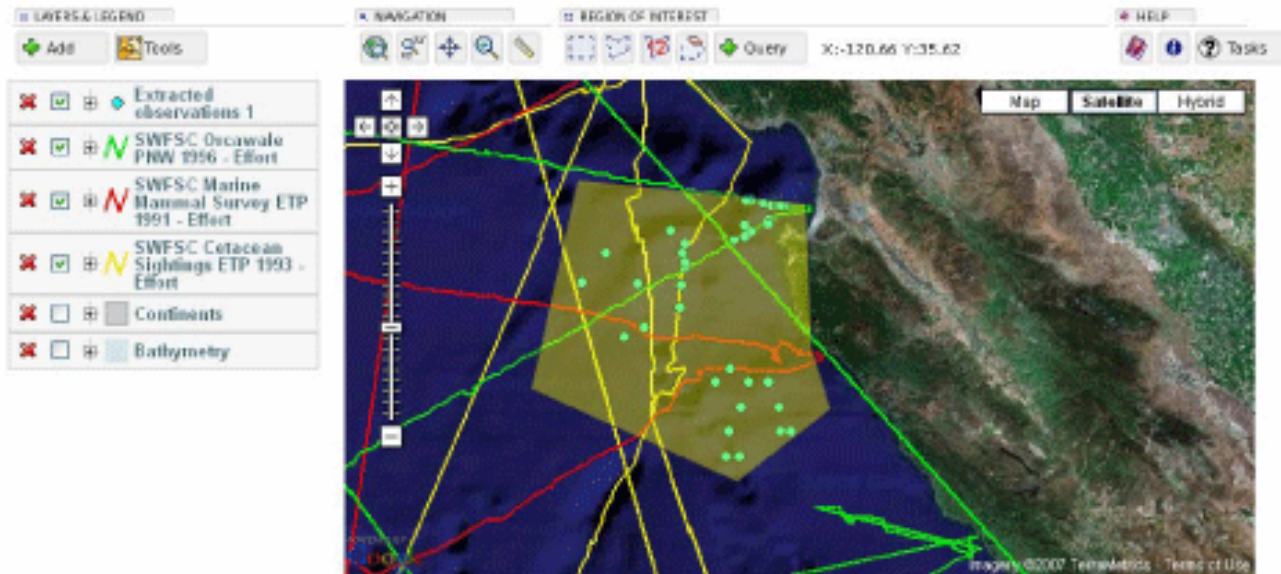 LAYERS & LEGEND
NAVIGATION
REGION OF INTEREST
HELP
Add
Tools
Query
X:-120.66 Y:35.62
Tasks
Extracted
observations 1
SWFSC Orcawale
PNW 1996 - Effort
SWFSC Marine
Mammal Survey ETP
1991 - Effort
SWFSC Cetacean
Sightings ETP 1993 -
Effort
Continents
Bathymetry
Map
Satellite
Hybrid
Imagery ©2007 TerraMetrics - Terms of Use